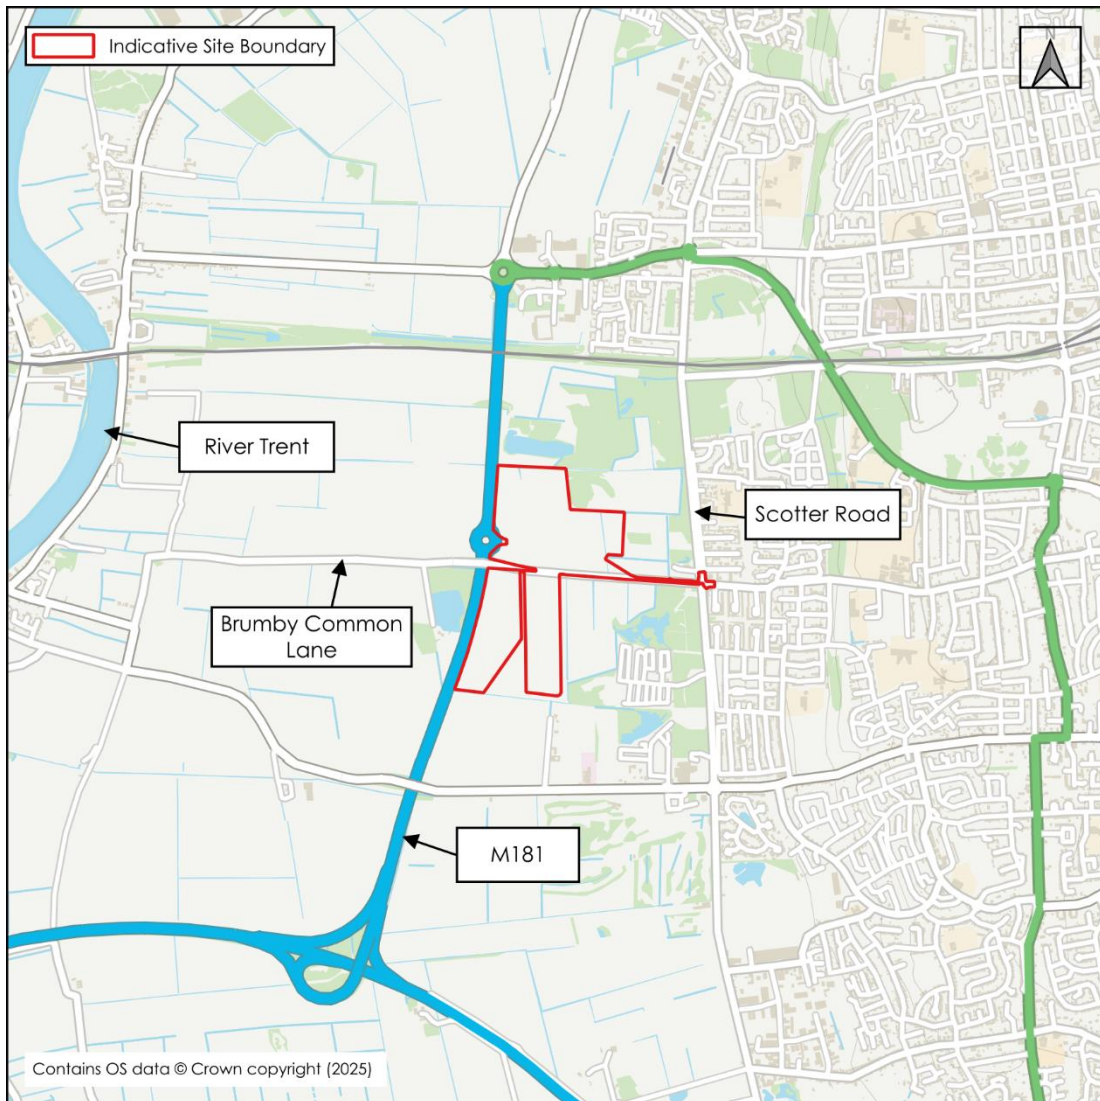 Indicative Site Boundary
N
River Trent
Scotter Road
Brumby Common
Lane
M181
Contains OS data © Crown copyright (2025)